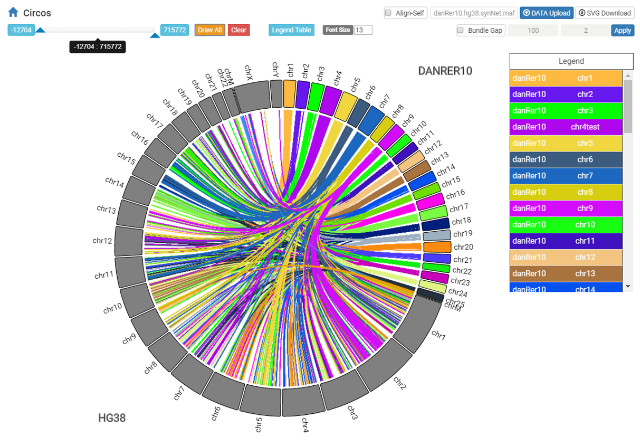 Circos
Align-Self danRer10.hg38.synNet.maf DATA Upload SVG Download
-12704 715772 Draw All Clear Legend Table Font Size 13
Bundle Gap 100 2 Apply
-12704 : 715772
DANRER10
Legend
danRer10 chr1
danRer10 chr2
danRer10 chr3
danRer10 chr4test
danRer10 chr5
danRer10 chr6
danRer10 chr7
danRer10 chr8
danRer10 chr9
danRer10 chr10
danRer10 chr11
danRer10 chr12
danRer10 chr13
danRer10 chr14
chr1
chr2
chr3
chr4
chr5
chr6
chr7
chr8
chr9
chr10
chr11
chr12
chr13
chr14
chr15
chr16
chr17
chr18
chr19
chr20
chr21
chr22
chr23
chr24
chr25
chrM
chr1
chr2
chr3
chr4
chr5
chr6
chr7
chr8
chr9
chr10
chr11
chr12
chr13
chr14
chr15
chr16
chr17
chr18
chr19
chr20
chr21
chrM
chrX
chrY
HG38